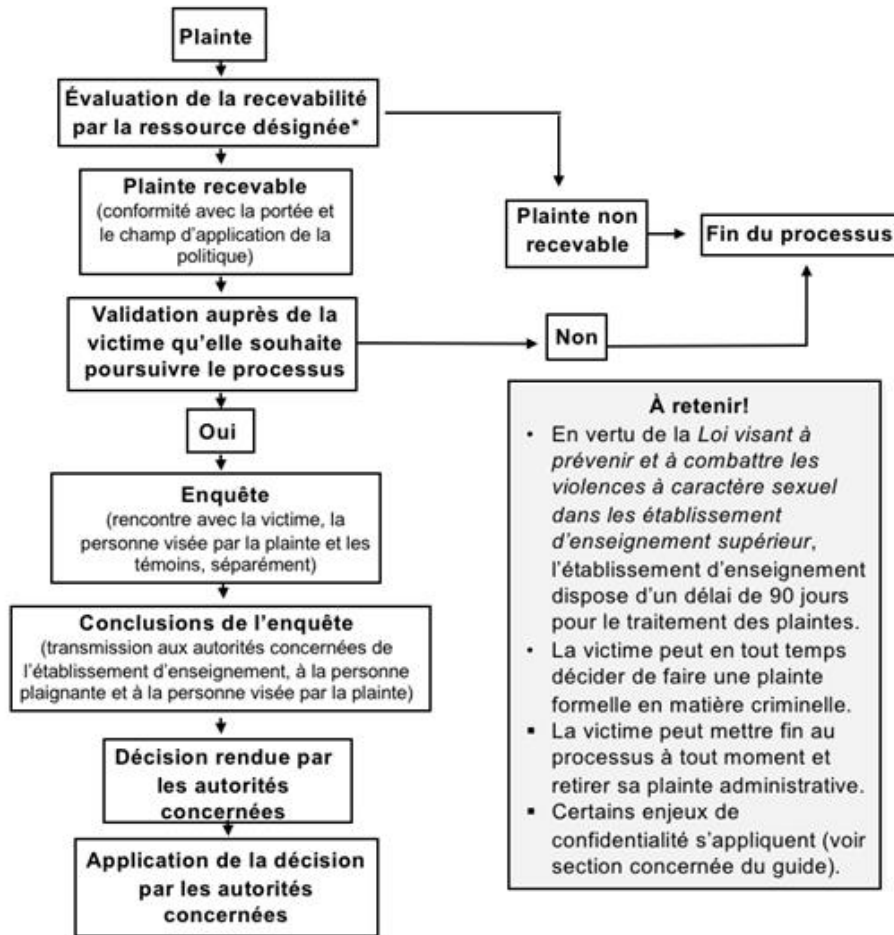 Plainte
Évaluation de la recevabilité
par la ressource désignée*
Plainte recevable
(conformité avec la portée et
le champ d'application de la
politique)
Plainte non
recevable
Fin du processus
Validation auprès de la
victime qu'elle souhaite
poursuivre le processus
Non
Oui
Enquête
(rencontre avec la victime, la
personne visée par la plainte et les
témoins, séparément)
Conclusions de l'enquête
(transmission aux autorités concernées de
l'établissement d'enseignement, à la personne
plaignante et à la personne visée par la plainte)
Décision rendue par
les autorités
concernées
Application de la décision
par les autorités
concernées
À retenir!
• En vertu de la Loi visant à
prévenir et à combattre les
violences à caractère sexuel
dans les établissement
d'enseignement supérieur,
l'établissement d'enseignement
dispose d'un délai de 90 jours
pour le traitement des plaintes.
• La victime peut en tout temps
décider de faire une plainte
formelle en matière criminelle.
▪ La victime peut mettre fin au
processus à tout moment et
retirer sa plainte administrative.
▪ Certains enjeux de
confidentialité s'appliquent (voir
section concernée du guide).